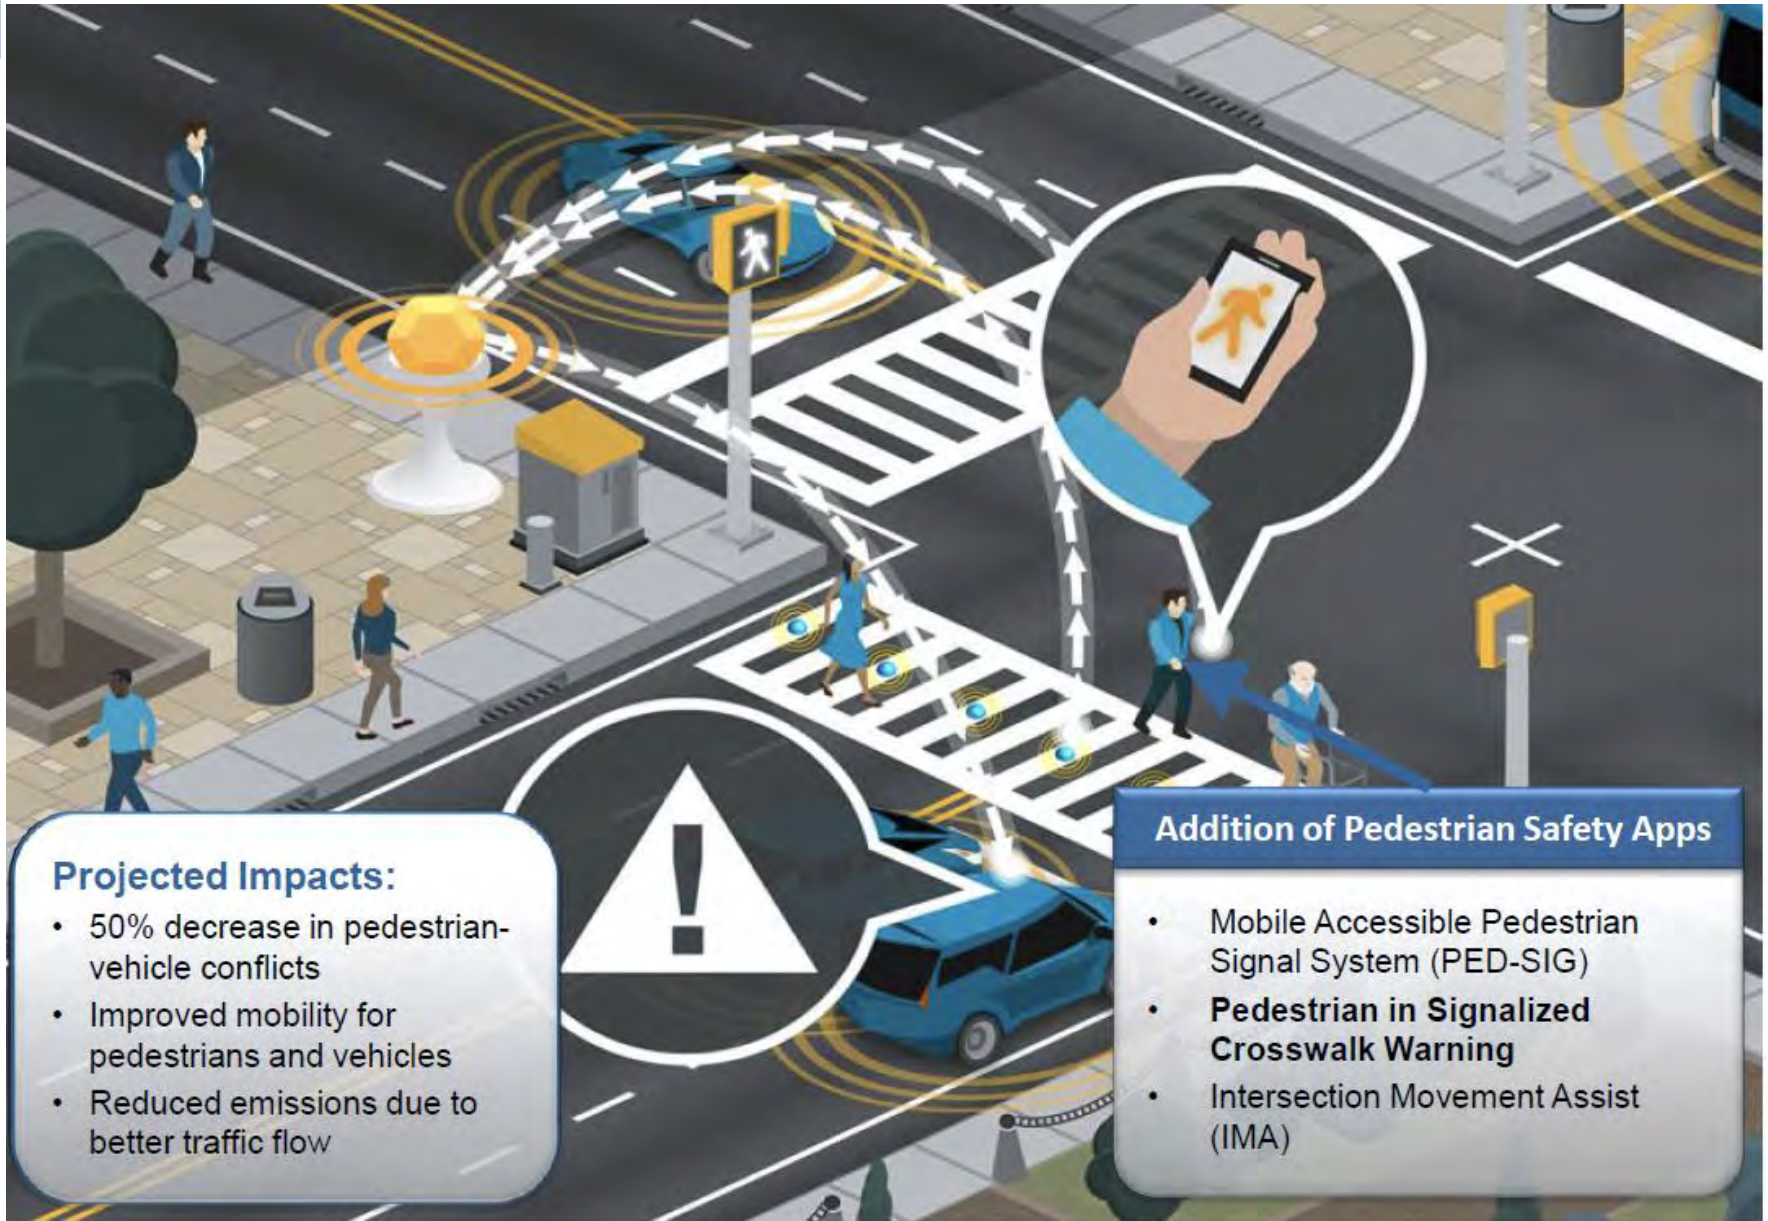 Projected Impacts:
• 50% decrease in pedestrian-
vehicle conflicts
• Improved mobility for
pedestrians and vehicles
• Reduced emissions due to
better traffic flow
Addition of Pedestrian Safety Apps
• Mobile Accessible Pedestrian
Signal System (PED-SIG)
• Pedestrian in Signalized
Crosswalk Warning
• Intersection Movement Assist
(IMA)